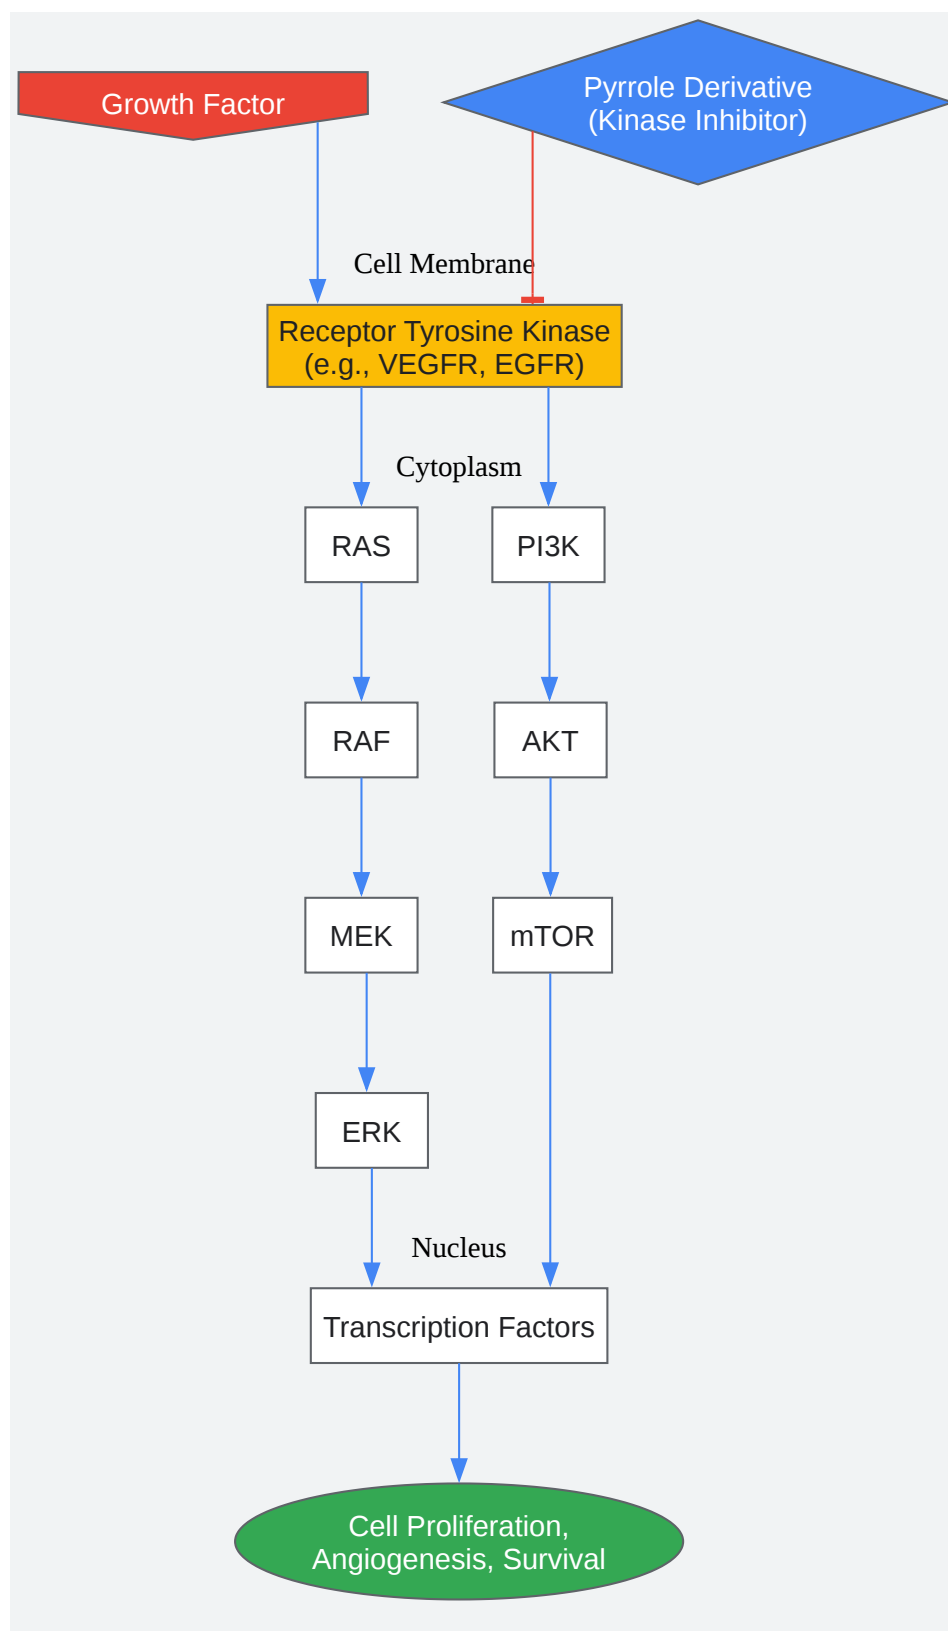 Pyrrole Derivative
(Kinase Inhibitor)
Growth Factor
Cell Membrane
Receptor Tyrosine Kinase
(e.g., VEGFR, EGFR)
Cytoplasm
RAS
PI3K
RAF
AKT
MEK
mTOR
ERK
Nucleus
Transcription Factors
Cell Proliferation,
Angiogenesis, Survival